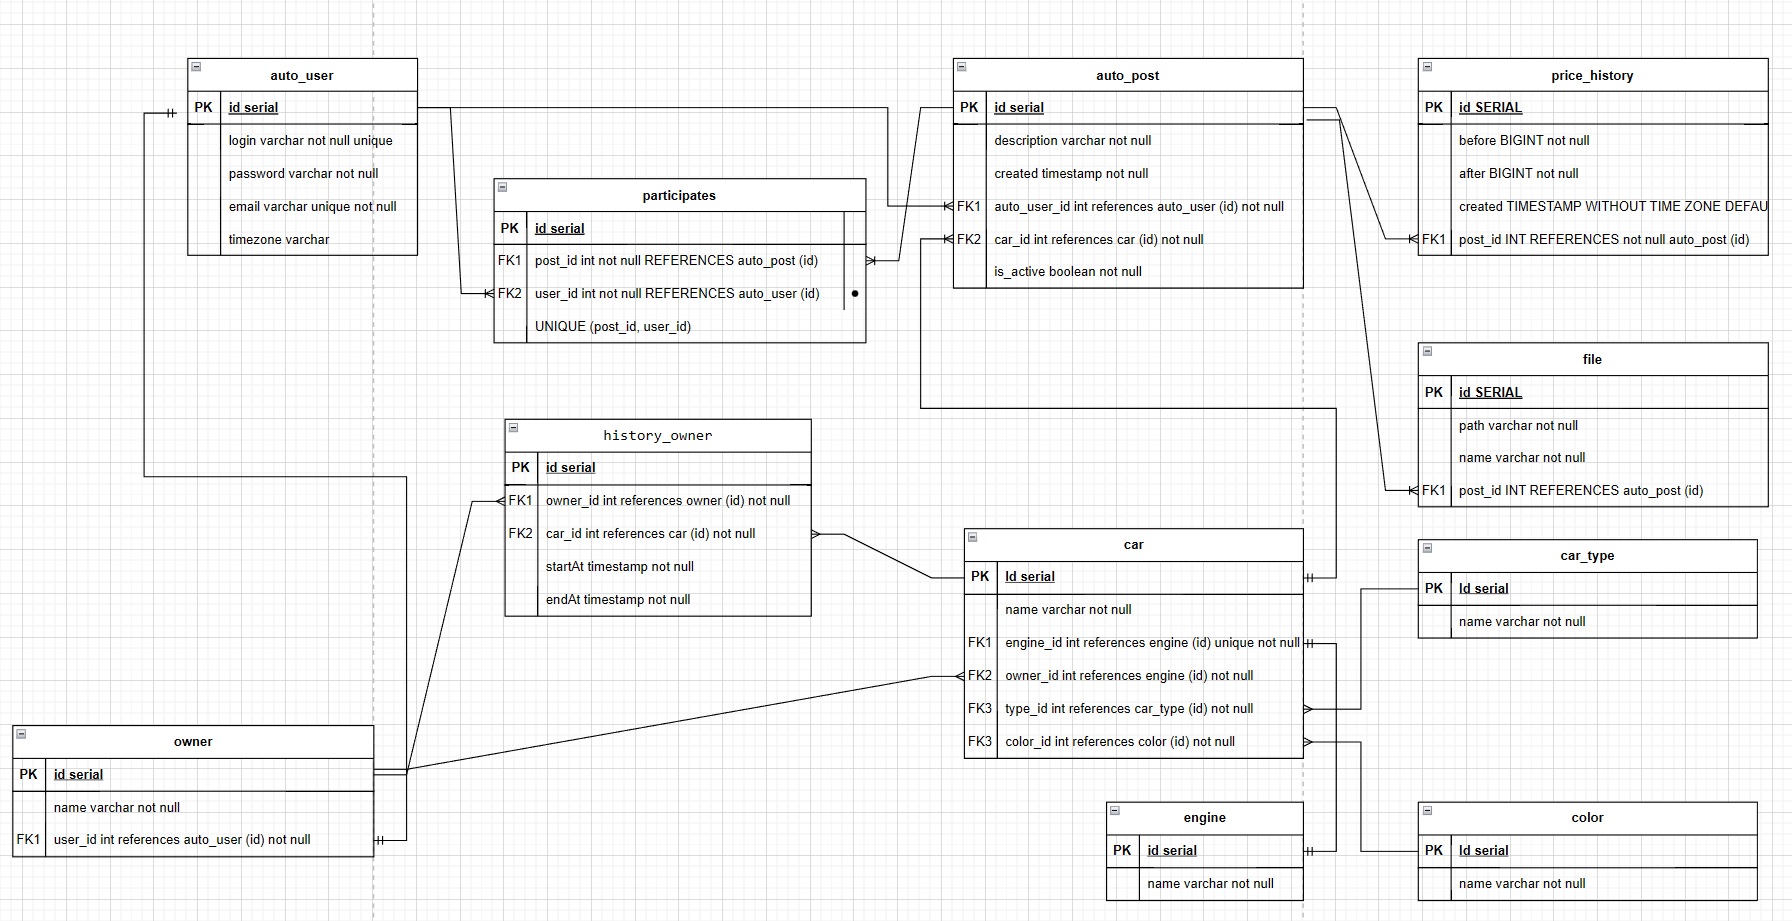 auto_user
PK id serial
login varchar not null unique
password varchar not null
email varchar unique not null
timezone varchar
participates
PK id serial
FK1 post_id int not null REFERENCES auto_post (id)
FK2 user_id int not null REFERENCES auto_user (id)
UNIQUE (post_id, user_id)
auto_post
PK id serial
description varchar not null
created timestamp not null
FK1 auto_user_id int references auto_user (id) not null
FK2 car_id int references car (id) not null
is_active boolean not null
price_history
PK id SERIAL
before BIGINT not null
after BIGINT not null
created TIMESTAMP WITHOUT TIME ZONE DEFAU
FK1 post_id INT REFERENCES not null auto_post (id)
file
PK id SERIAL
path varchar not null
name varchar not null
FK1 post_id INT REFERENCES auto_post (id)
history_owner
PK id serial
FK1 owner_id int references owner (id) not null
FK2 car_id int references car (id) not null
startAt timestamp not null
endAt timestamp not null
car
PK Id serial
name varchar not null
FK1 engine_id int references engine (id) unique not null
FK2 owner_id int references engine (id) not null
FK3 type_id int references car_type (id) not null
FK3 color_id int references color (id) not null
car_type
PK Id serial
name varchar not null
owner
PK id serial
name varchar not null
FK1 user_id int references auto_user (id) not null
engine
PK id serial
name varchar not null
color
PK Id serial
name varchar not null